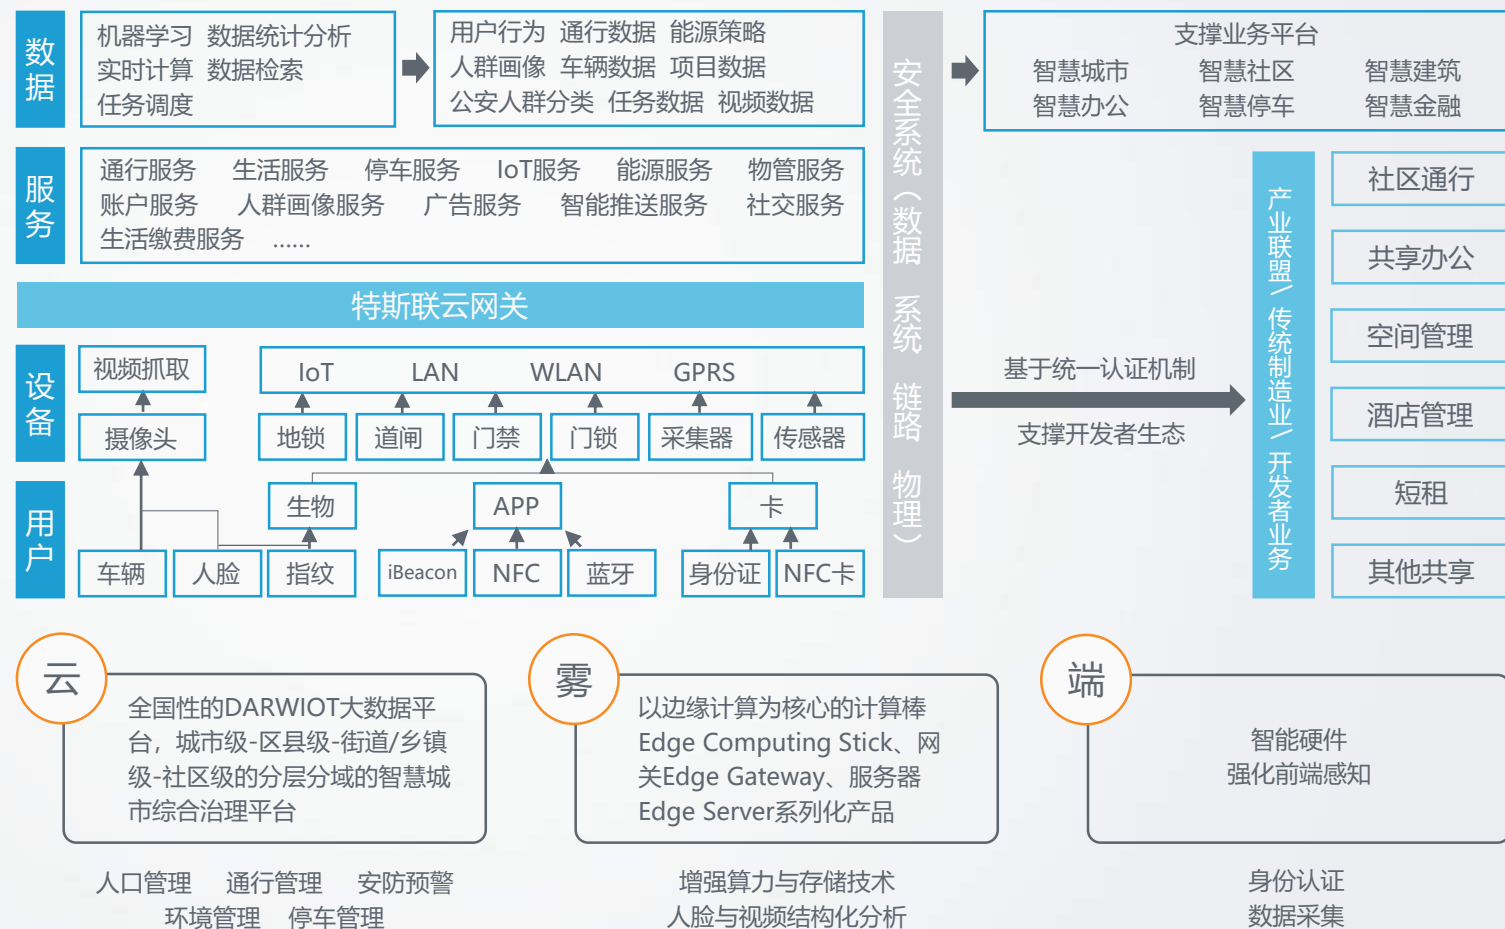 数据
机器学习 数据统计分析
实时计算 数据检索
任务调度
用户行为 通行数据 能源策略
人群画像 车辆数据 项目数据
公安人群分类 任务数据 视频数据
服务
通行服务 生活服务 停车服务 IoT服务 能源服务 物管服务
账户服务 人群画像服务 广告服务 智能推送服务 社交服务
生活缴费服务 ......
特斯联云网关
设备
视频抓取
IoT LAN WLAN GPRS
摄像头
地锁 道闸 门禁 门锁 采集器 传感器
用户
生物 APP 卡
车辆 人脸 指纹 iBeacon NFC 蓝牙 身份证 NFC卡
安全系统（数据 系统 链路 物理）
支撑业务平台
智慧城市 智慧社区 智慧建筑
智慧办公 智慧停车 智慧金融
基于统一认证机制
支撑开发者生态
产业联盟/传统制造业/开发者业务
社区通行
共享办公
空间管理
酒店管理
短租
其他共享
云
全国性的DARWIOT大数据平
台，城市级-区县级-街道/乡镇
级-社区级的分层分域的智慧城
市综合治理平台
人口管理 通行管理 安防预警
环境管理 停车管理
雾
以边缘计算为核心的计算棒
Edge Computing Stick、网
关Edge Gateway、服务器
Edge Server系列化产品
增强算力与存储技术
人脸与视频结构化分析
端
智能硬件
强化前端感知
身份认证
数据采集